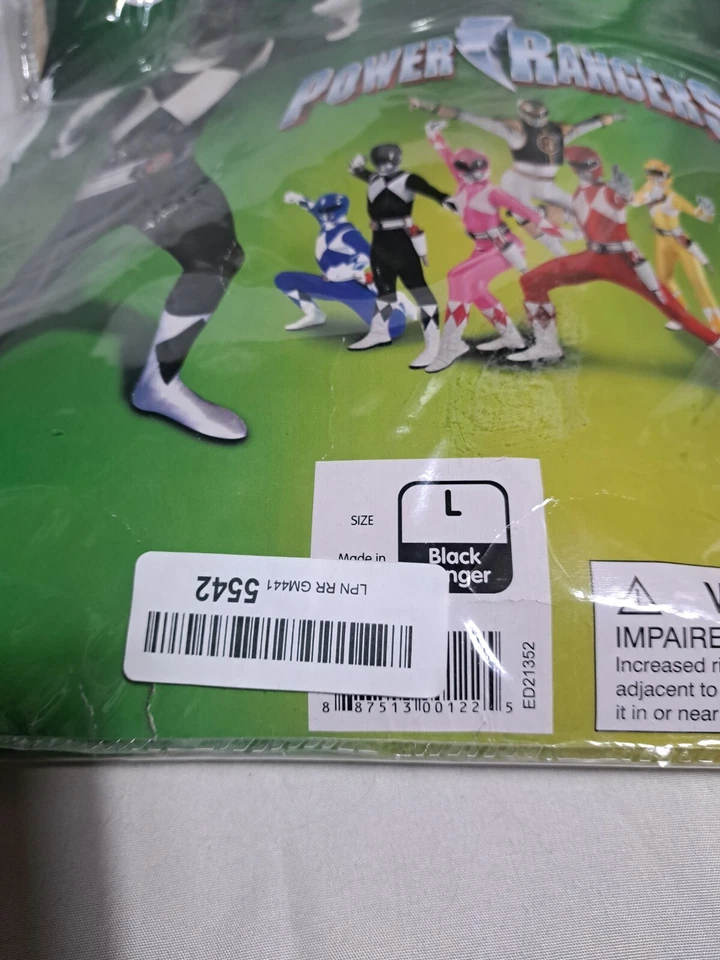 POWER RANGERS
SIZE
L
Made in
Black
nger
LPN RR GM441 5542
8 87513 00122 5
ED21352
W
IMPAIRE
Increased ri
adjacent to
it in or near